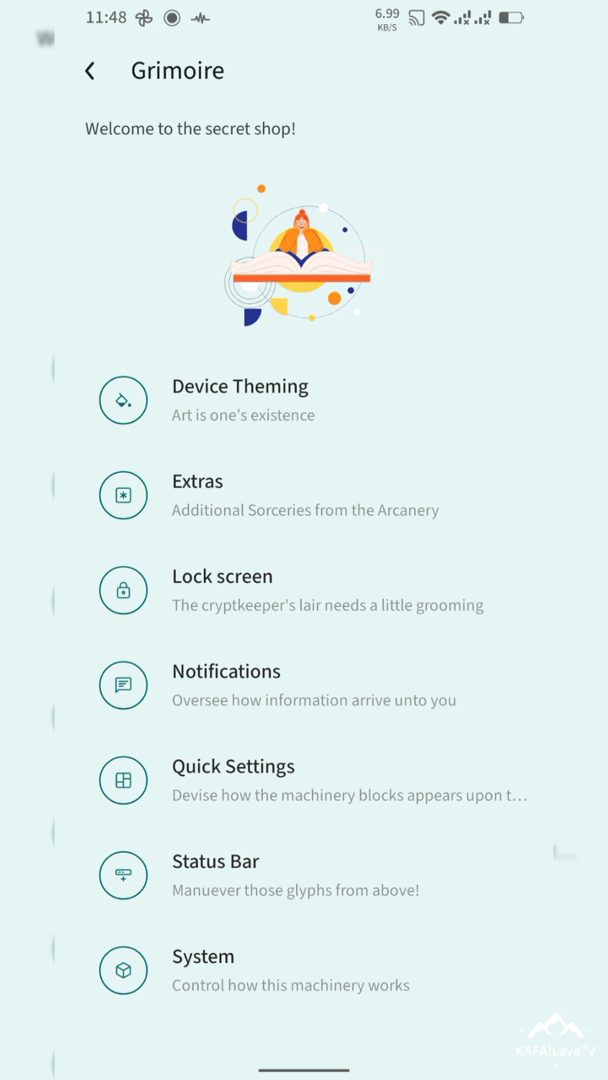 11:48
6.99
KB/S
Grimoire
Welcome to the secret shop!
Device Theming
Art is one's existence
Extras
Additional Sorceries from the Arcanery
Lock screen
The cryptkeeper's lair needs a little grooming
Notifications
Oversee how information arrive unto you
Quick Settings
Devise how the machinery blocks appears upon t…
Status Bar
Manuever those glyphs from above!
System
Control how this machinery works
KAFA|Lava™V